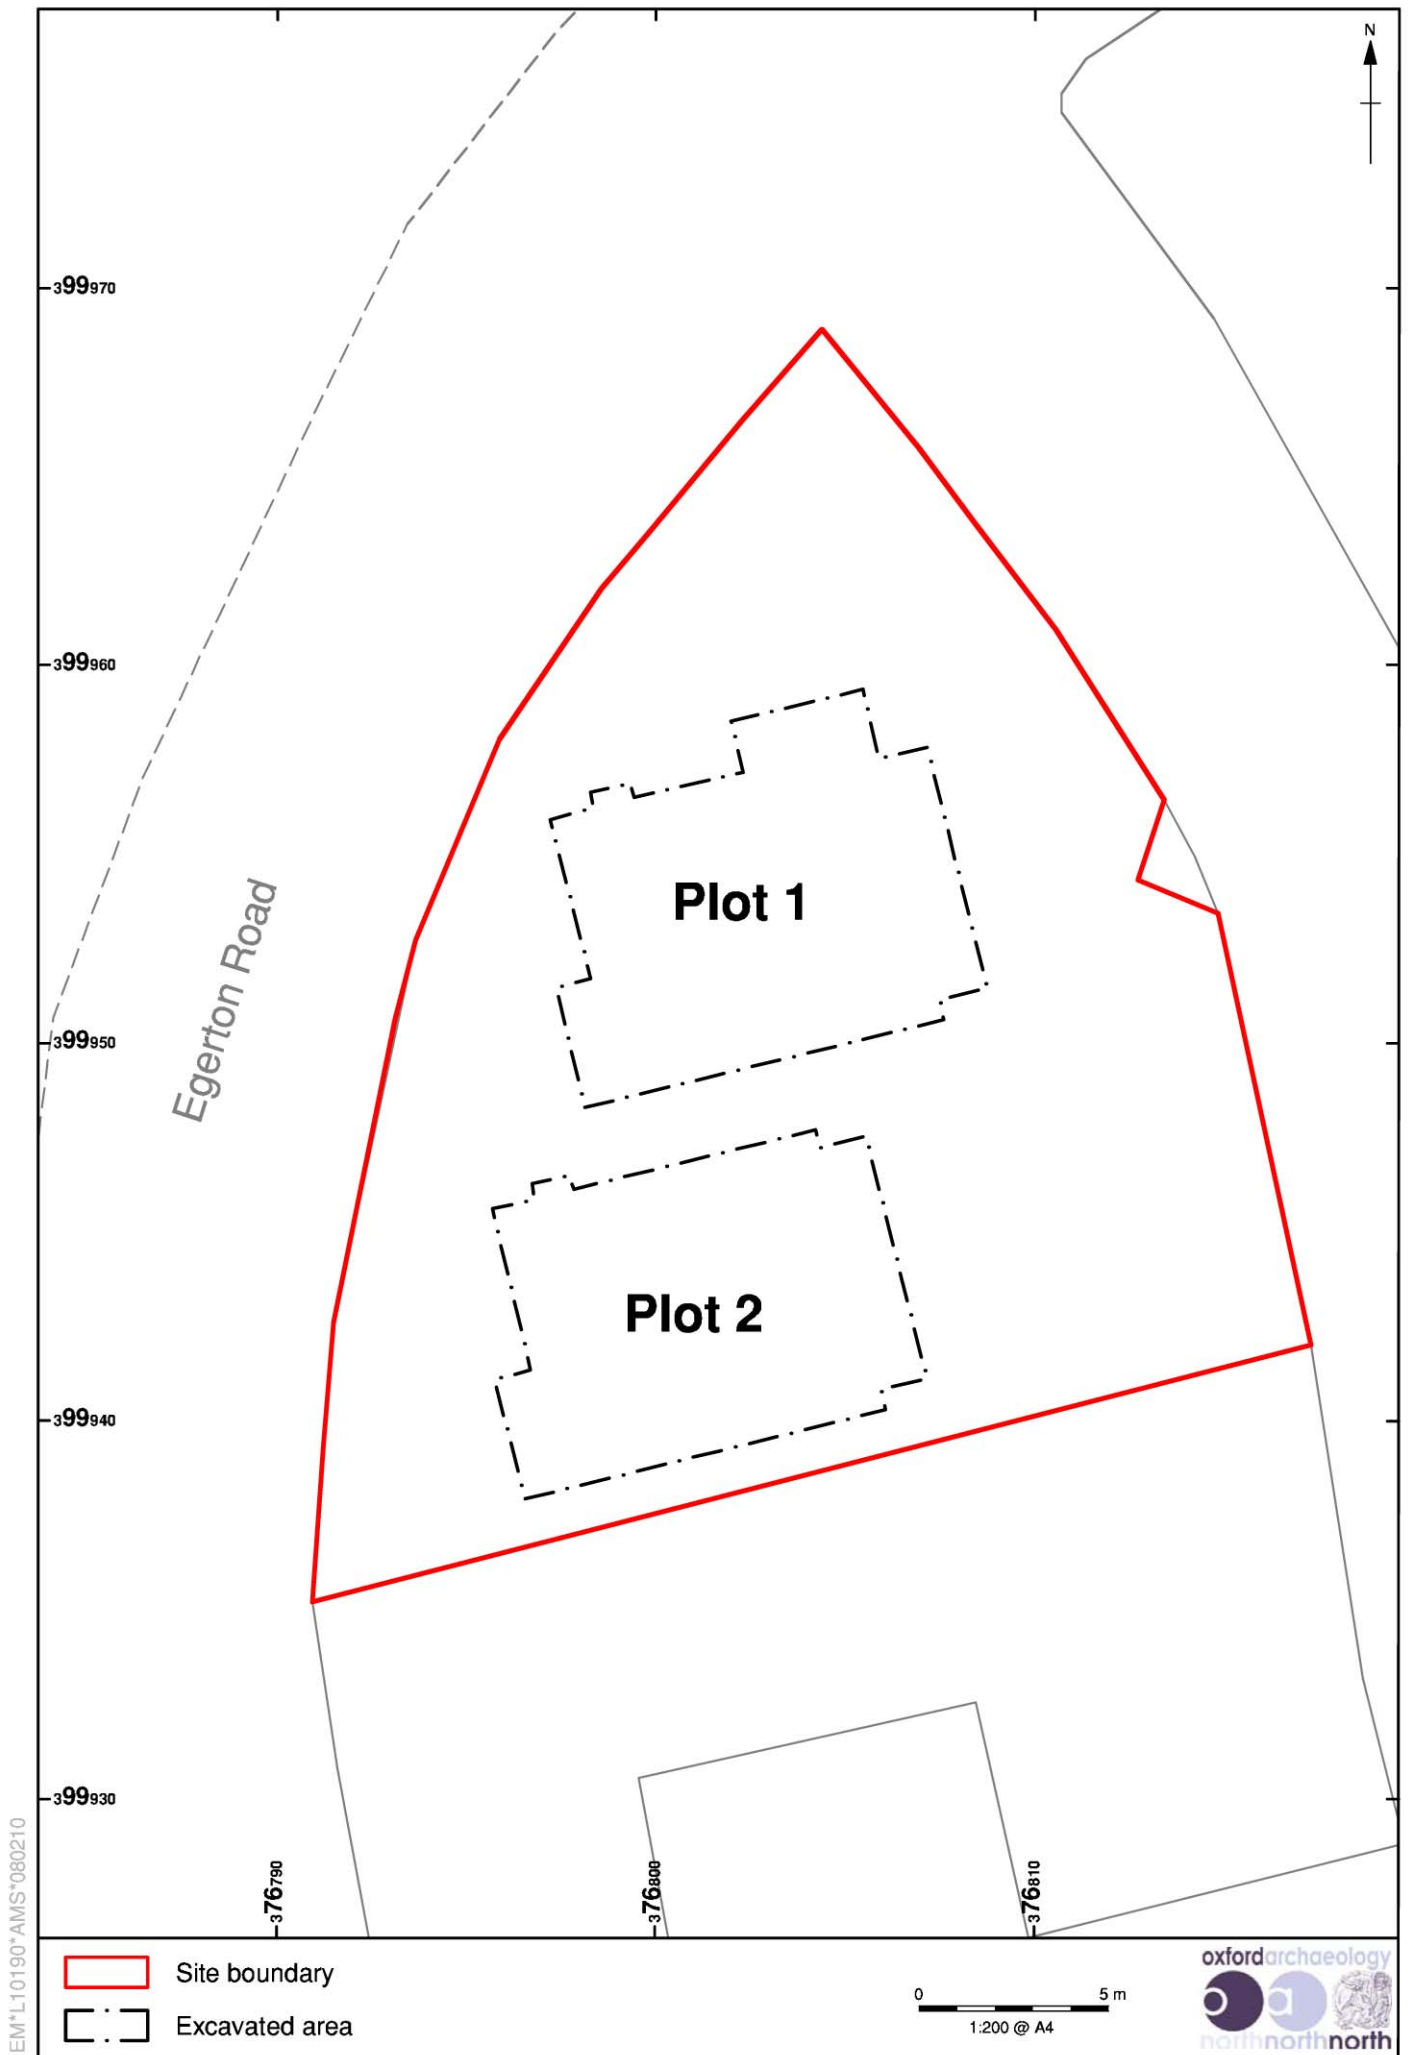 N
399970
399960
Plot 1
Egerton Road
399950
Plot 2
399940
399930
376790
376800
376810
EM*L10190*AMS*080210
Site boundary
Excavated area
0 5 m
1:200 @ A4
oxfordarchaeology
northnorthnorth